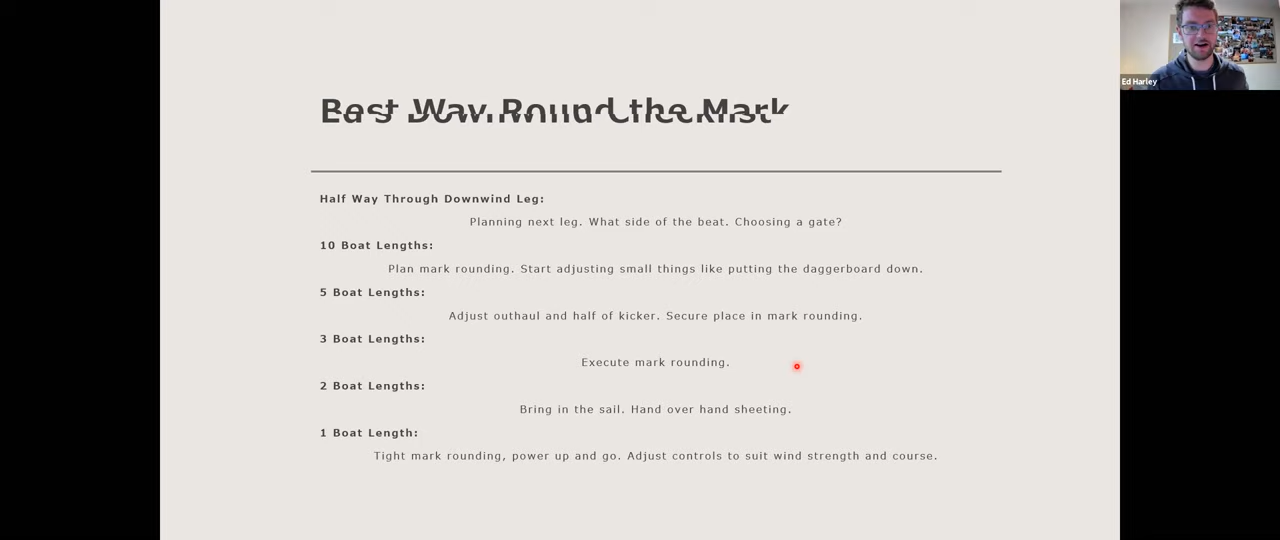 Best Way Round the Mark
Half Way Through Downwind Leg:
Planning next leg. What side of the beat. Choosing a gate?
10 Boat Lengths:
Plan mark rounding. Start adjusting small things like putting the daggerboard down.
5 Boat Lengths:
Adjust outhaul and half of kicker. Secure place in mark rounding.
3 Boat Lengths:
Execute mark rounding.
2 Boat Lengths:
Bring in the sail. Hand over hand sheeting.
1 Boat Length:
Tight mark rounding, power up and go. Adjust controls to suit wind strength and course.
Ed Harley